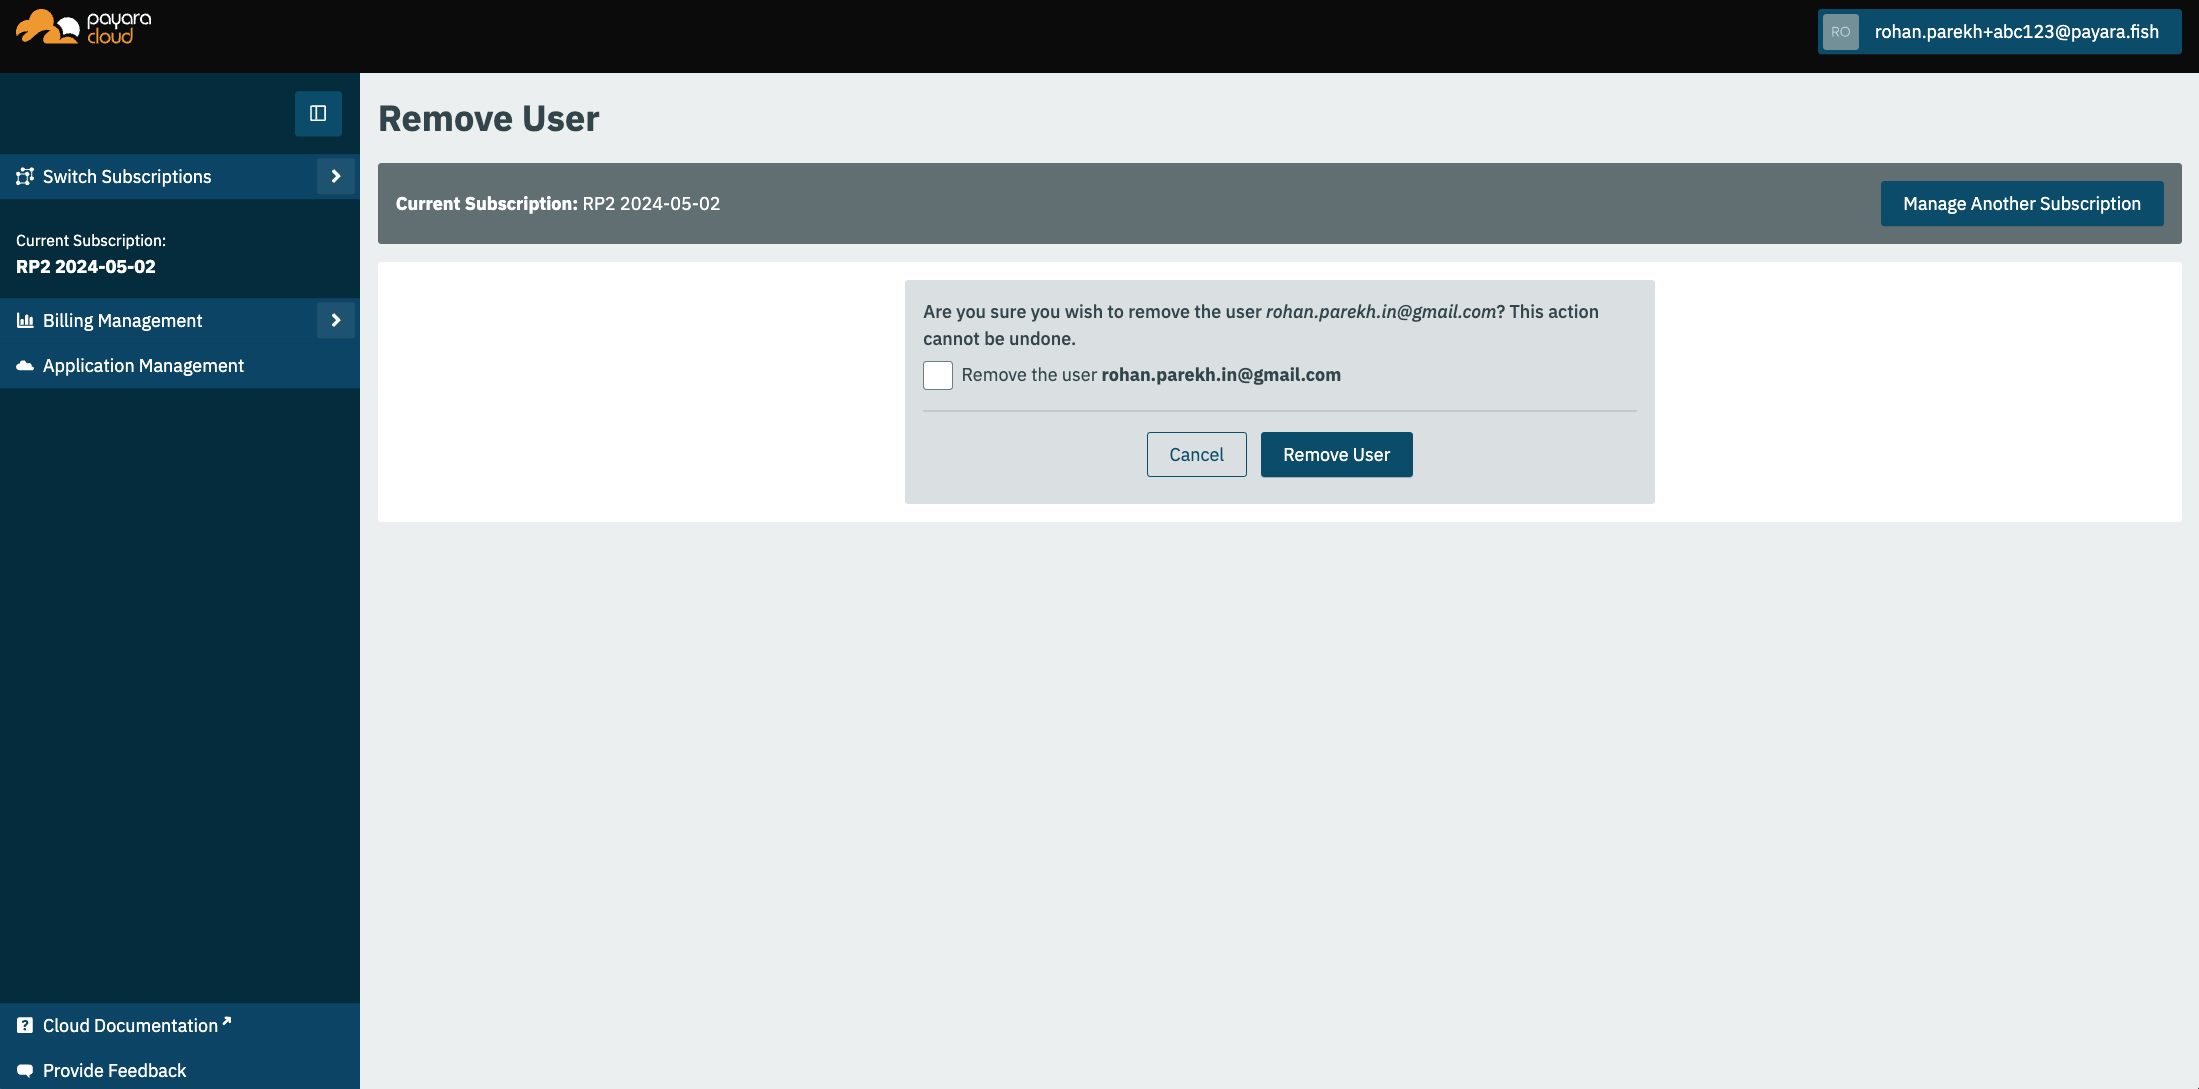 payara
cloud
RO
rohan.parekh+abc123@payara.fish
Switch Subscriptions
Current Subscription:
RP2 2024-05-02
Billing Management
Application Management
Cloud Documentation
Provide Feedback
Remove User
Current Subscription: RP2 2024-05-02
Manage Another Subscription
Are you sure you wish to remove the user rohan.parekh.in@gmail.com? This action
cannot be undone.
Remove the user rohan.parekh.in@gmail.com
Cancel
Remove User